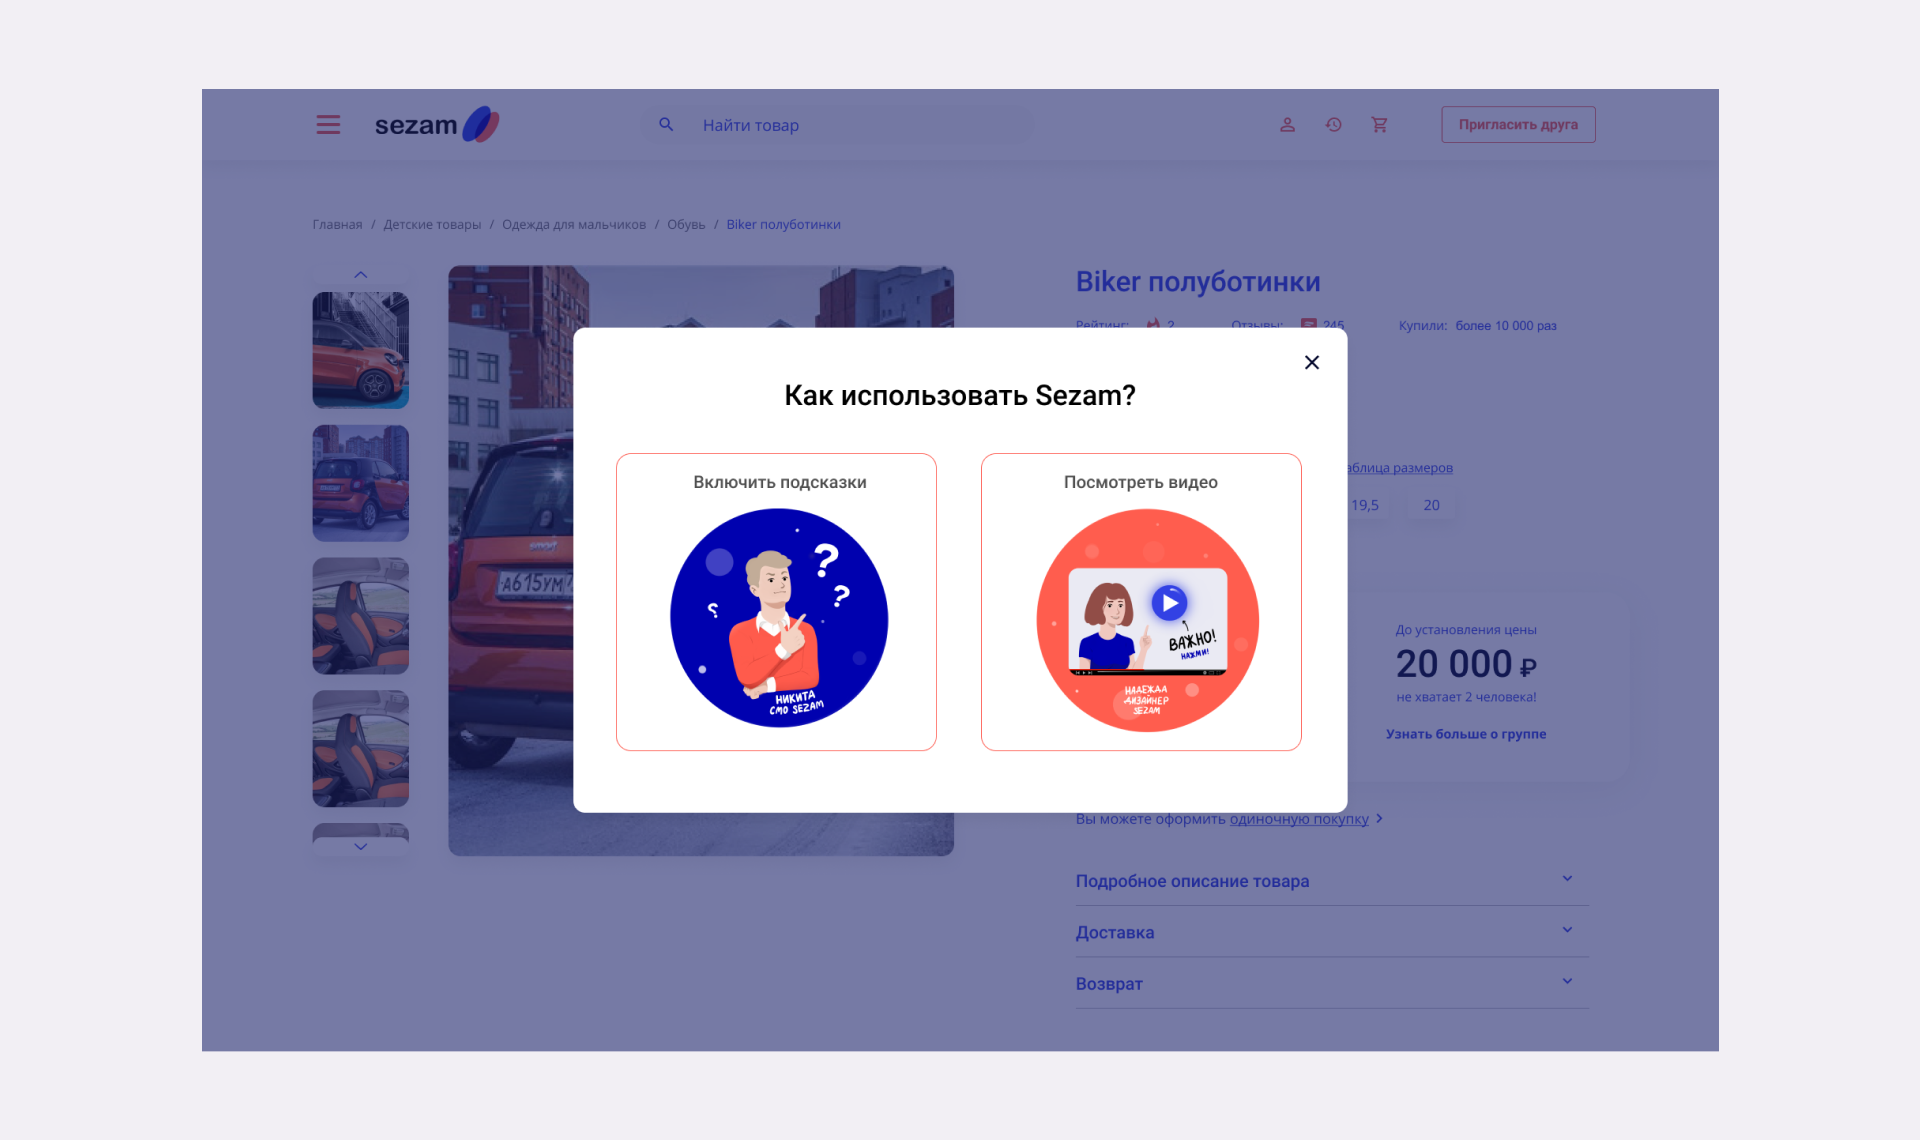 sezam
Найти товар
Пригласить друга
Главная / Детские товары / Одежда для мальчиков / Обувь / Biker полуботинки
Biker полуботинки
Рейтинг: 2 Отзывы: 245 Купили: более 10 000 раз
Как использовать Sezam?
Включить подсказки
Посмотреть видео
?
?
?
НИКИТА
СМО SEZAM
ВАЖНО!
НАЖМИ!
НАДЕЖДА
ДИЗАЙНЕР
SEZAM
smart
А615УМ
аблица размеров
19,5 20
До установления цены
20 000 ₽
не хватает 2 человека!
Узнать больше о группе
Вы можете оформить одиночную покупку
Подробное описание товара
Доставка
Возврат